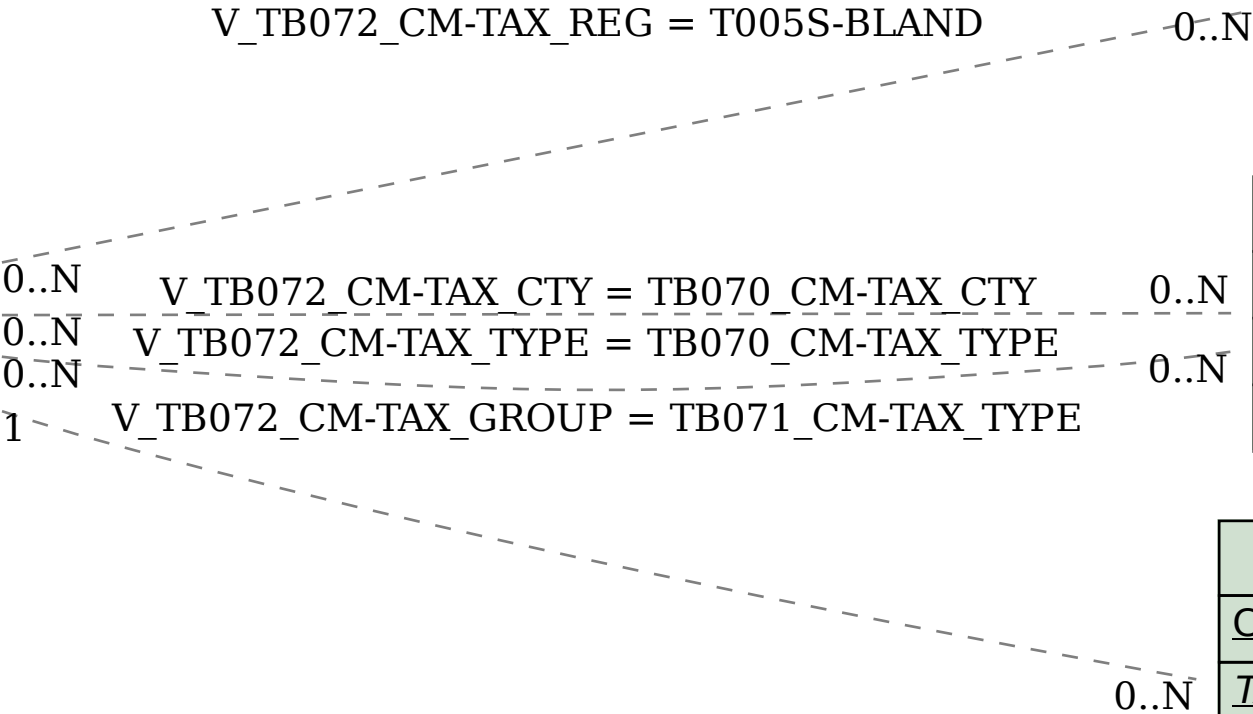 V_TB072_CM-TAX_REG = T005S-BLAND
0..N
0..N
V_TB072_CM-TAX_CTY = TB070_CM-TAX_CTY
0..N
0..N
V_TB072_CM-TAX_TYPE = TB070_CM-TAX_TYPE
0..N
0..N
V_TB072_CM-TAX_GROUP = TB071_CM-TAX_TYPE
1
0..N